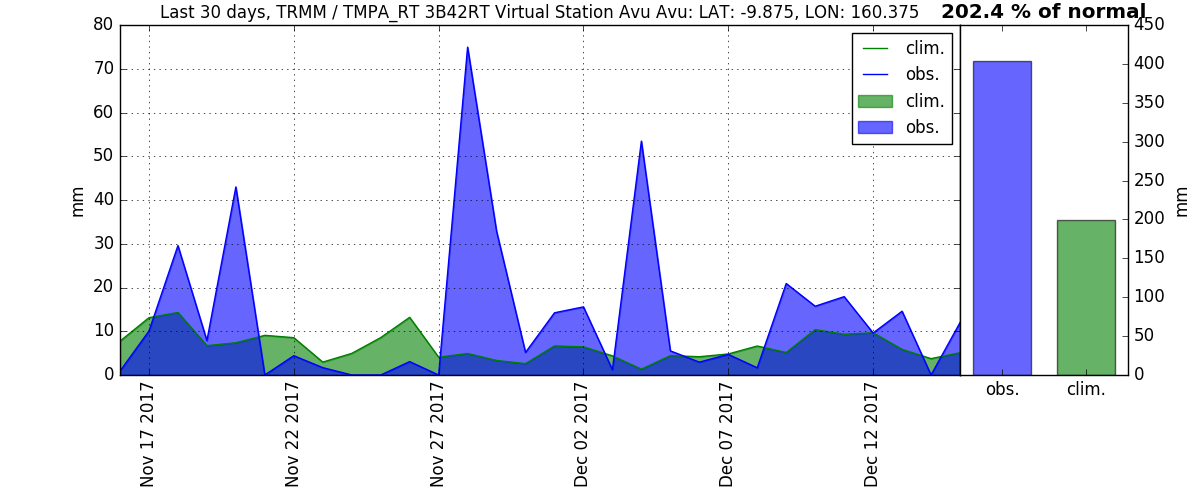 Last 30 days, TRMM / TMPA_RT 3B42RT Virtual Station Avu Avu: LAT: -9.875, LON: 160.375
202.4 % of normal
80
70
60
50
40
30
20
10
0
mm
clim.
obs.
clim.
obs.
450
400
350
300
250
200
150
100
50
0
mm
Nov 17 2017
Nov 22 2017
Nov 27 2017
Dec 02 2017
Dec 07 2017
Dec 12 2017
obs.
clim.